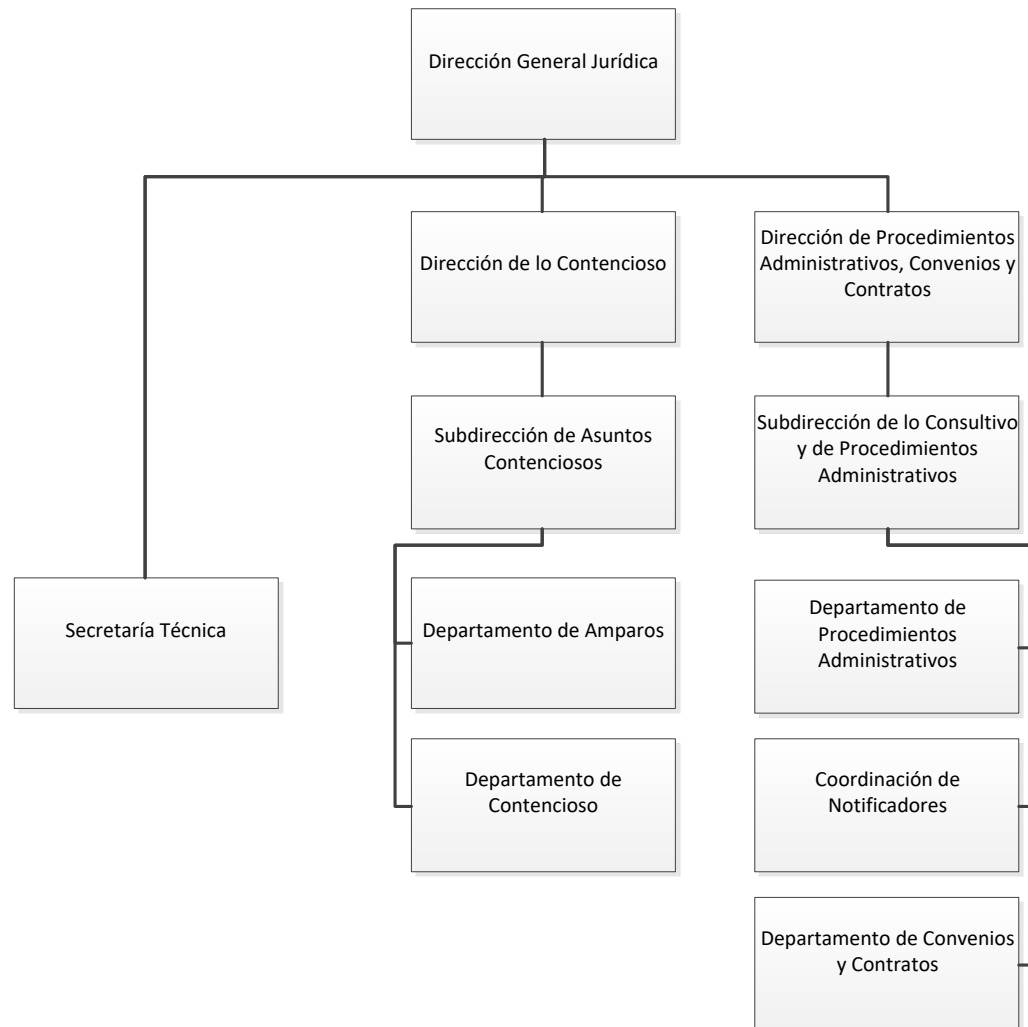 Dirección General Jurídica
Dirección de lo Contencioso
Dirección de Procedimientos
Administrativos, Convenios y
Contratos
Subdirección de Asuntos
Contenciosos
Subdirección de lo Consultivo
y de Procedimientos
Administrativos
Secretaría Técnica
Departamento de Amparos
Departamento de
Procedimientos
Administrativos
Departamento de
Contencioso
Coordinación de
Notificadores
Departamento de Convenios
y Contratos